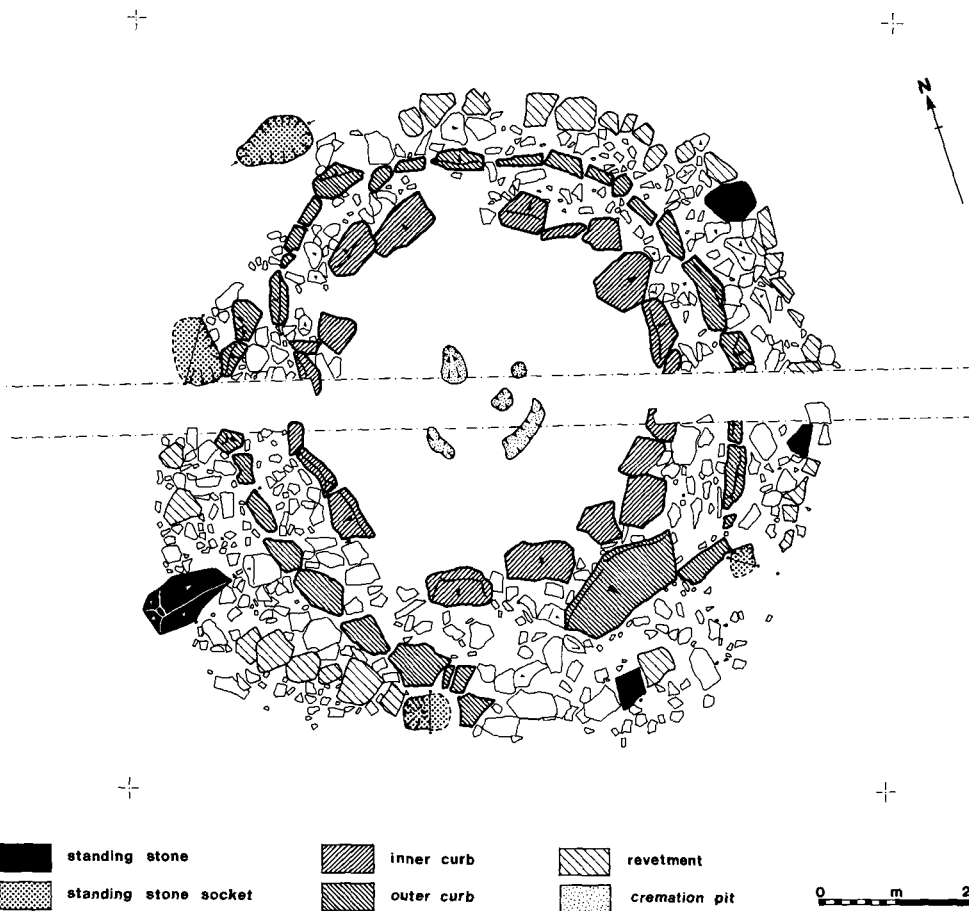 N
standing stone
inner curb
revetment
standing stone socket
outer curb
cremation pit
0 m 2